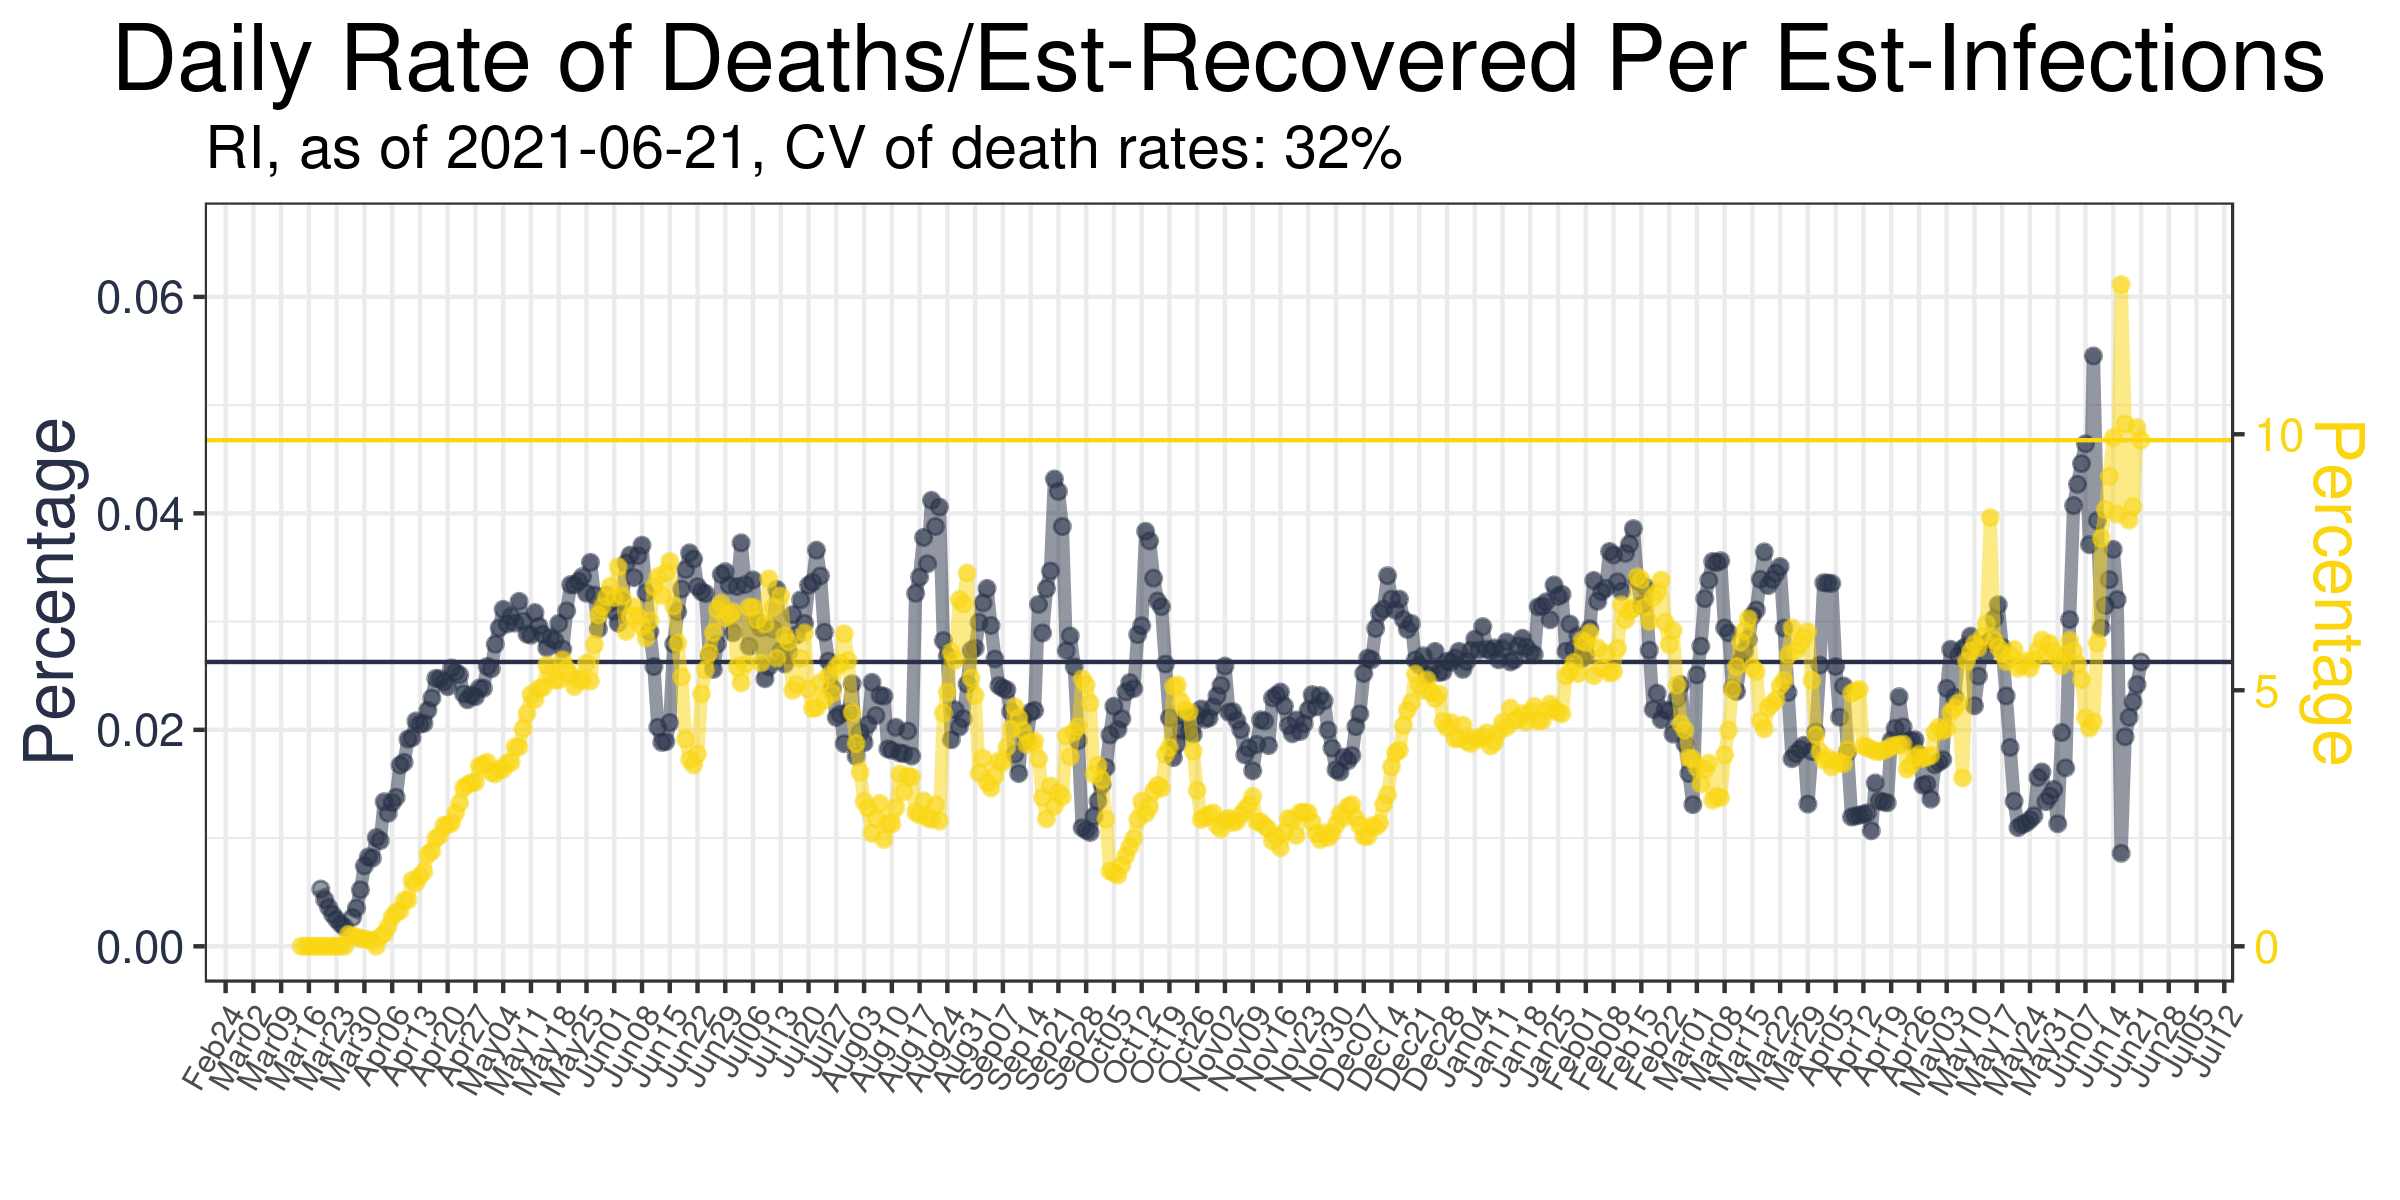 Daily Rate of Deaths/Est-Recovered Per Est-Infections
RI, as of 2021-06-21, CV of death rates: 32%
Percentage
0.06
0.04
0.02
0.00
10
5
0
Percentage
Feb24
Mar02
Mar09
Mar16
Mar23
Mar30
Apr06
Apr13
Apr20
Apr27
May04
May11
May18
May25
Jun01
Jun08
Jun15
Jun22
Jun29
Jul06
Jul13
Jul20
Jul27
Aug03
Aug10
Aug17
Aug24
Aug31
Sep07
Sep14
Sep21
Sep28
Oct05
Oct12
Oct19
Oct26
Nov02
Nov09
Nov16
Nov23
Nov30
Dec07
Dec14
Dec21
Dec28
Jan04
Jan11
Jan18
Jan25
Feb01
Feb08
Feb15
Feb22
Mar01
Mar08
Mar15
Mar22
Mar29
Apr05
Apr12
Apr19
Apr26
May03
May10
May17
May24
May31
Jun07
Jun14
Jun21
Jun28
Jul05
Jul12